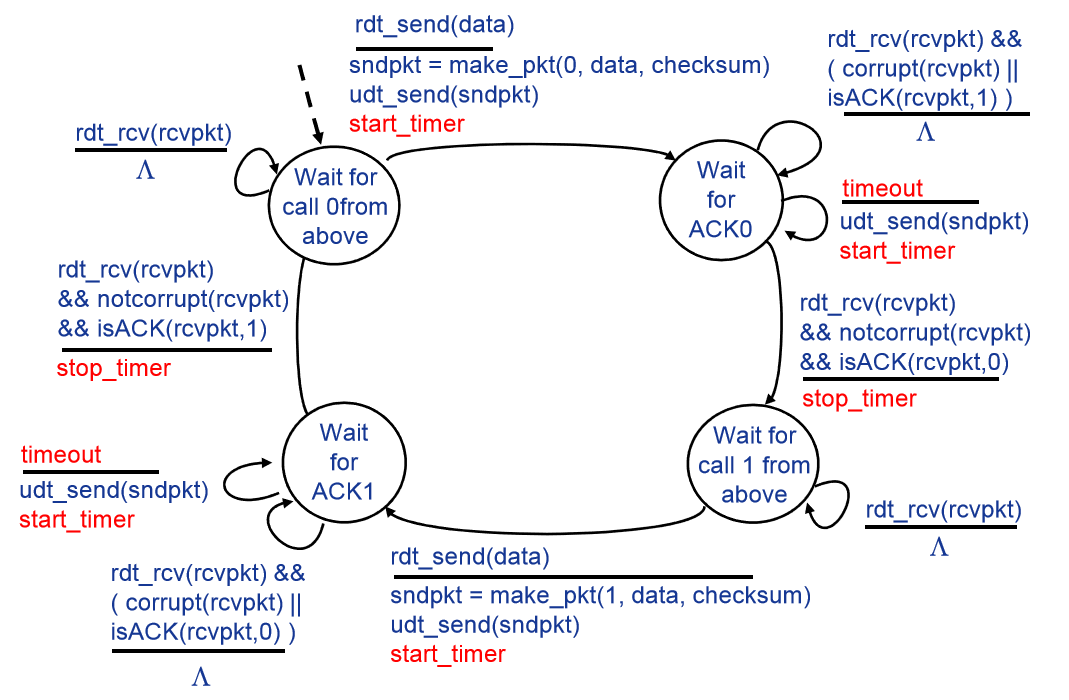 rdt_send(data)
sndpkt = make_pkt(0, data, checksum)
udt_send(sndpkt)
start_timer
rdt_rcv(rcvpkt) &&
( corrupt(rcvpkt) ||
isACK(rcvpkt,1) )
Λ
rdt_rcv(rcvpkt)
Λ
Wait for
call 0from
above
Wait
for
ACK0
timeout
udt_send(sndpkt)
start_timer
rdt_rcv(rcvpkt)
&& notcorrupt(rcvpkt)
&& isACK(rcvpkt,1)
stop_timer
rdt_rcv(rcvpkt)
&& notcorrupt(rcvpkt)
&& isACK(rcvpkt,0)
stop_timer
Wait
for
ACK1
Wait for
call 1 from
above
timeout
udt_send(sndpkt)
start_timer
rdt_rcv(rcvpkt)
Λ
rdt_rcv(rcvpkt) &&
( corrupt(rcvpkt) ||
isACK(rcvpkt,0) )
Λ
rdt_send(data)
sndpkt = make_pkt(1, data, checksum)
udt_send(sndpkt)
start_timer